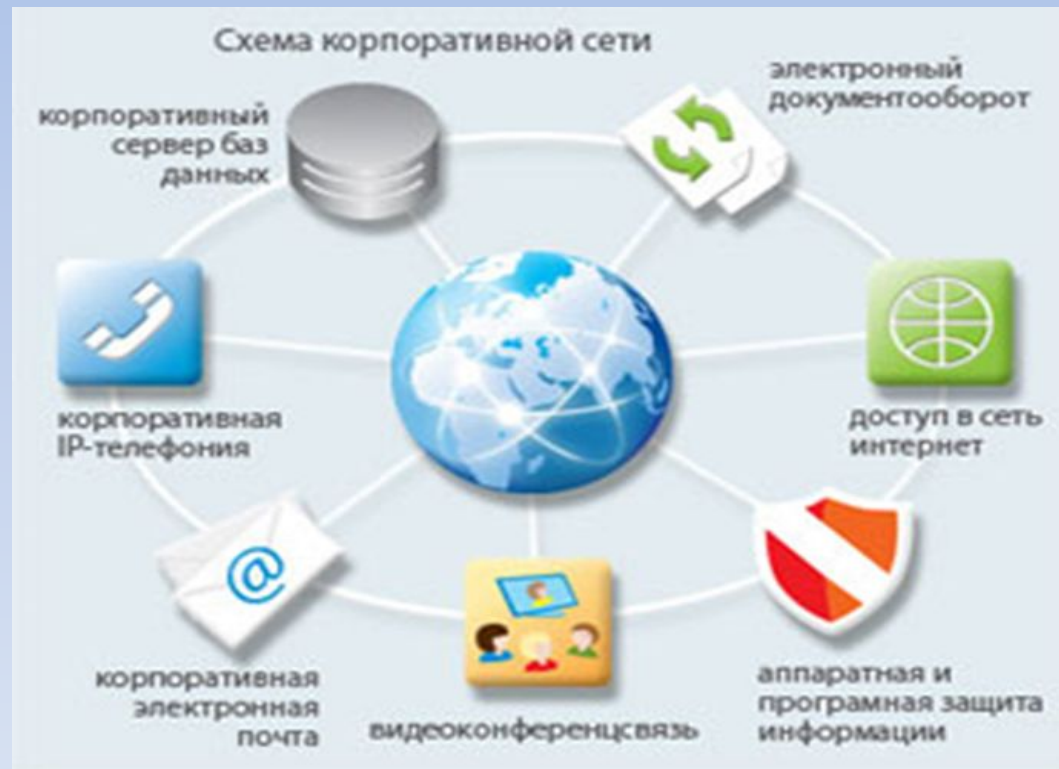 Схема корпоративной сети
корпоративный
сервер баз
данных
электронный
документооборот
корпоративная
IP-телефония
доступ в сеть
интернет
@
корпоративная
электронная
почта
видеоконференцсвязь
аппаратная и
програмная защита
информации